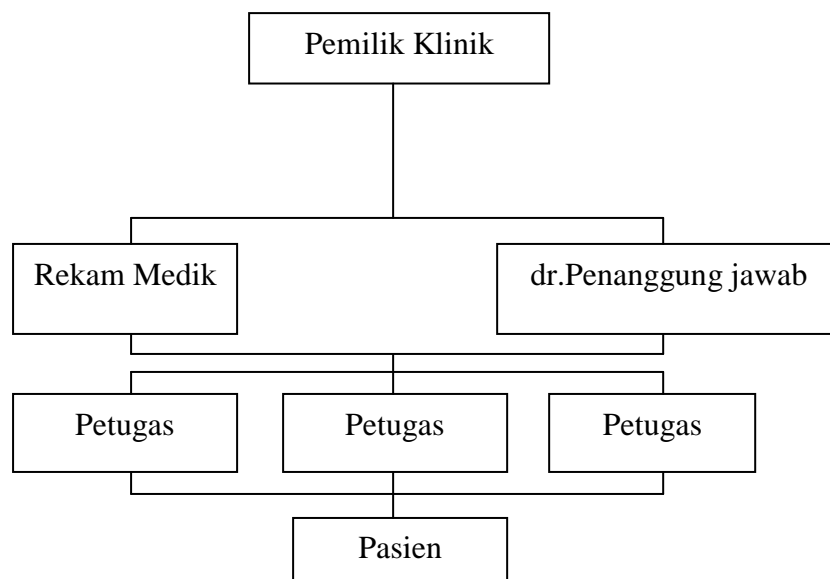 Pemilik Klinik
Rekam Medik
dr.Penanggung jawab
Petugas
Petugas
Petugas
Pasien